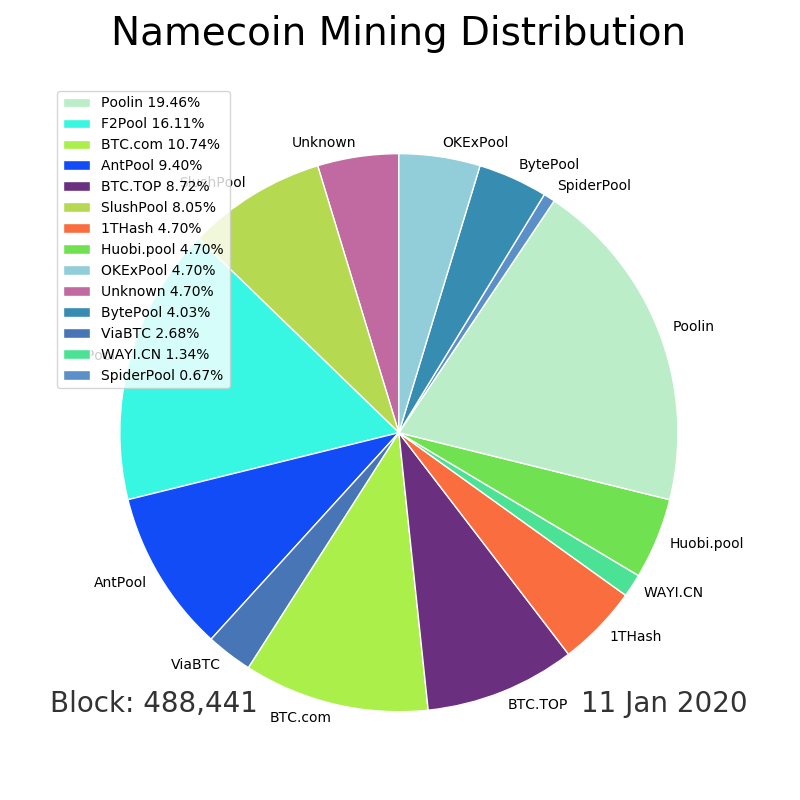 Namecoin Mining Distribution
Poolin 19.46%
F2Pool 16.11%
BTC.com 10.74%
AntPool 9.40%
BTC.TOP 8.72%
SlushPool 8.05%
1THash 4.70%
Huobi.pool 4.70%
OKExPool 4.70%
Unknown 4.70%
BytePool 4.03%
ViaBTC 2.68%
WAYI.CN 1.34%
SpiderPool 0.67%
Unknown
OKExPool
BytePool
SpiderPool
SlushPool
Poolin
Huobi.pool
WAYI.CN
AntPool
1THash
ViaBTC
BTC.TOP
BTC.com
Block: 488,441
11 Jan 2020